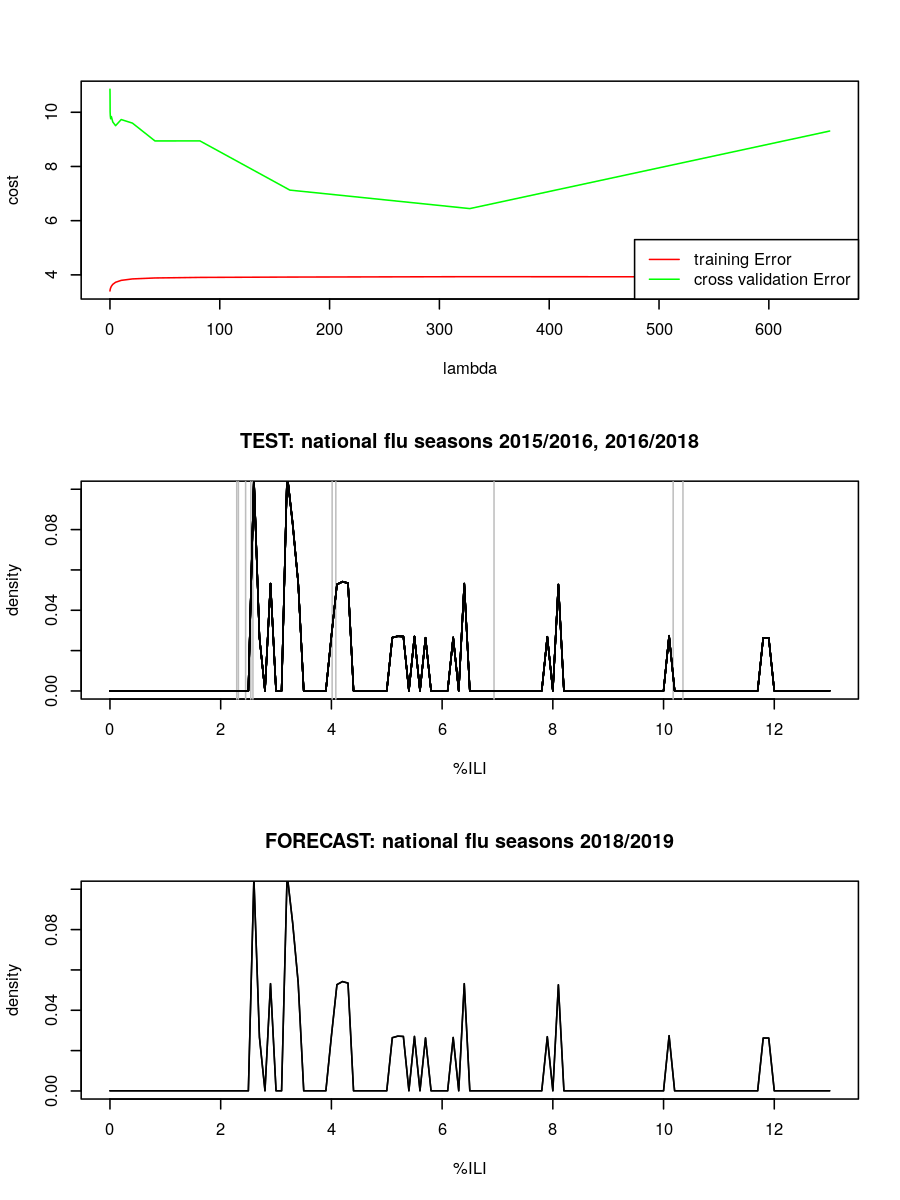 10
8
6
4
cost
training Error
cross validation Error
0 100 200 300 400 500 600
lambda
TEST: national flu seasons 2015/2016, 2016/2018
0.08
0.04
0.00
density
0 2 4 6 8 10 12
%ILI
FORECAST: national flu seasons 2018/2019
0.08
0.04
0.00
density
0 2 4 6 8 10 12
%ILI